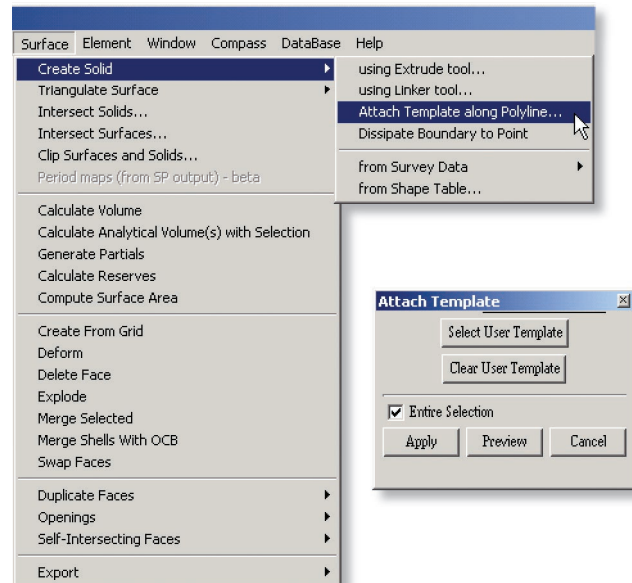 Surface Element Window Compass DataBase Help
Create Solid
Triangulate Surface
Intersect Solids...
Intersect Surfaces...
Clip Surfaces and Solids...
Period maps (from SP output) - beta
Calculate Volume
Calculate Analytical Volume(s) with Selection
Generate Partials
Calculate Reserves
Compute Surface Area
Create From Grid
Deform
Delete Face
Explode
Merge Selected
Merge Shells With OCB
Swap Faces
Duplicate Faces
Openings
Self-Intersecting Faces
Export
using Extrude tool...
using Linker tool...
Attach Template along Polyline...
Dissipate Boundary to Point
from Survey Data
from Shape Table...
Attach Template
Select User Template
Clear User Template
Entire Selection
Apply Preview Cancel